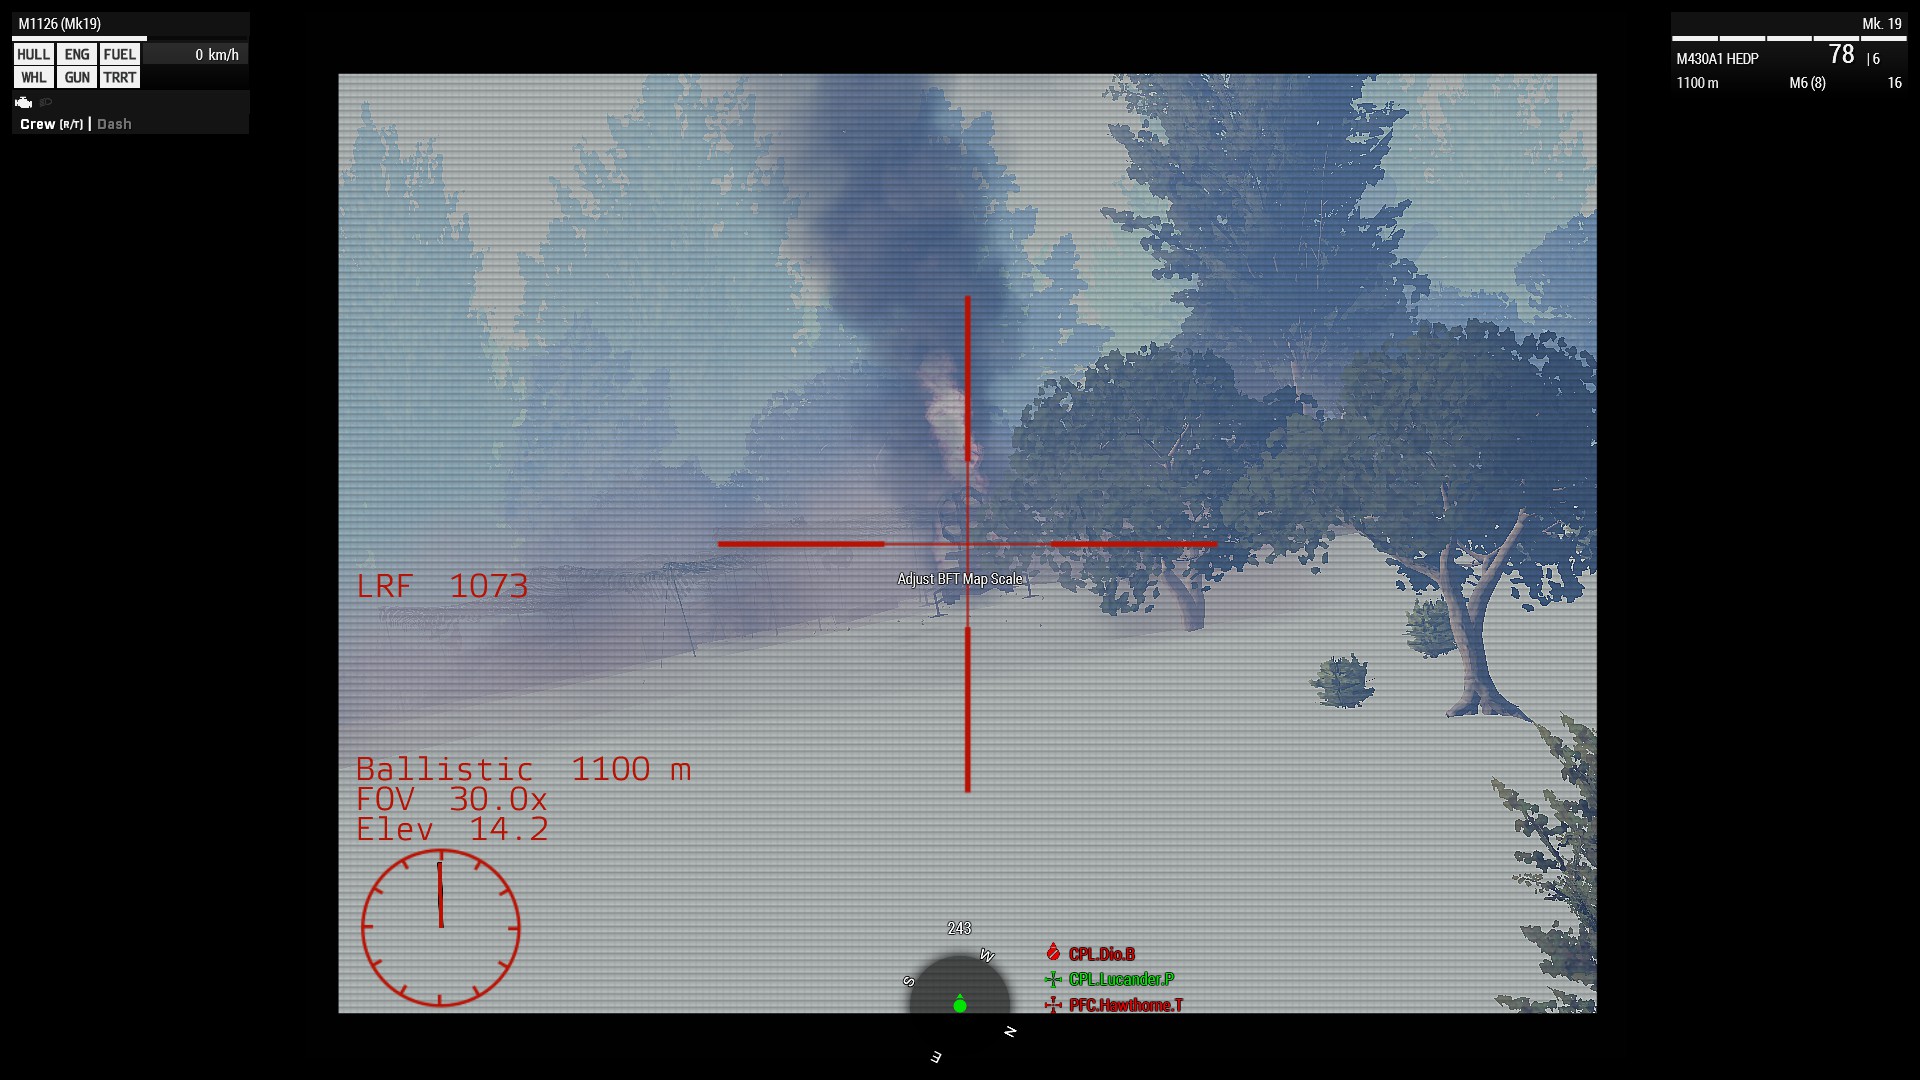 M1126 (Mk19)
HULL ENG FUEL 0 km/h
WHL GUN TRRT
Crew (R/T) | Dash
Mk. 19
M430A1 HEDP 78 | 6
1100 m M6 (8) 16
Adjust BFT Map Scale
LRF 1073
Ballistic 1100 m
FOV 30.0x
Elev 14.2
243
W
S
N
E
CPL.Dio.B
CPL.Lucander.P
PFC.Hawthorne.T